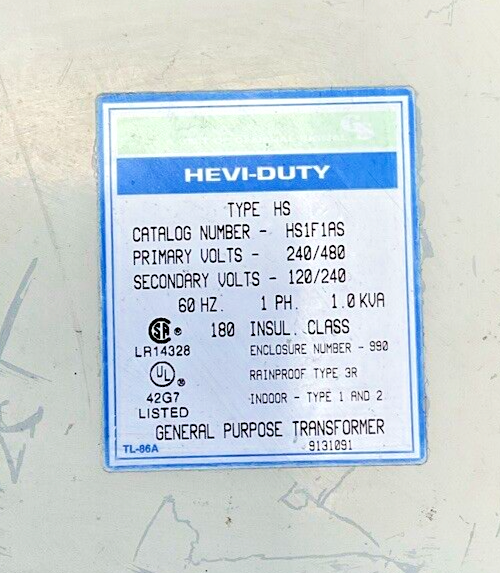 HEVI-DUTY
TYPE HS
CATALOG NUMBER - HS1F1AS
PRIMARY VOLTS - 240/480
SECONDARY VOLTS - 120/240
60 HZ. 1 PH. 1.0 KVA
SA ® 180 INSUL. CLASS
LR14328 ENCLOSURE NUMBER - 990
UL ® RAINPROOF TYPE 3R
42G7 INDOOR - TYPE 1 AND 2
LISTED
GENERAL PURPOSE TRANSFORMER
TL-86A 9131091